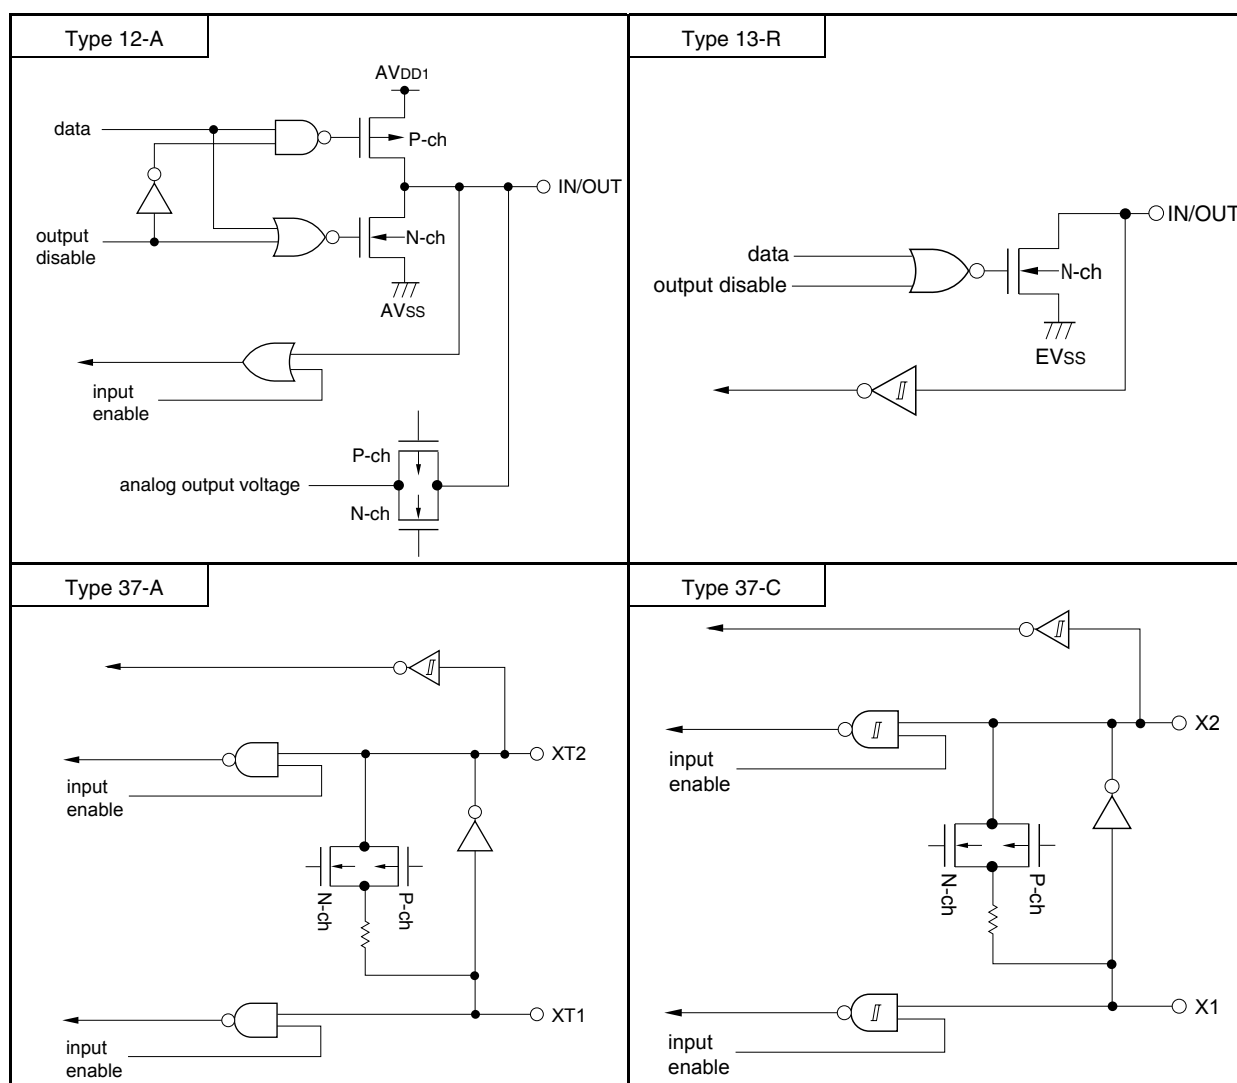 Type 12-A
AVDD1
data
P-ch
IN/OUT
output
disable
N-ch
AVSS
input
enable
P-ch
analog output voltage
N-ch
Type 13-R
IN/OUT
data
output disable
N-ch
EVSS
Type 37-A
XT2
input
enable
N-ch
P-ch
XT1
input
enable
Type 37-C
X2
input
enable
N-ch
P-ch
X1
input
enable